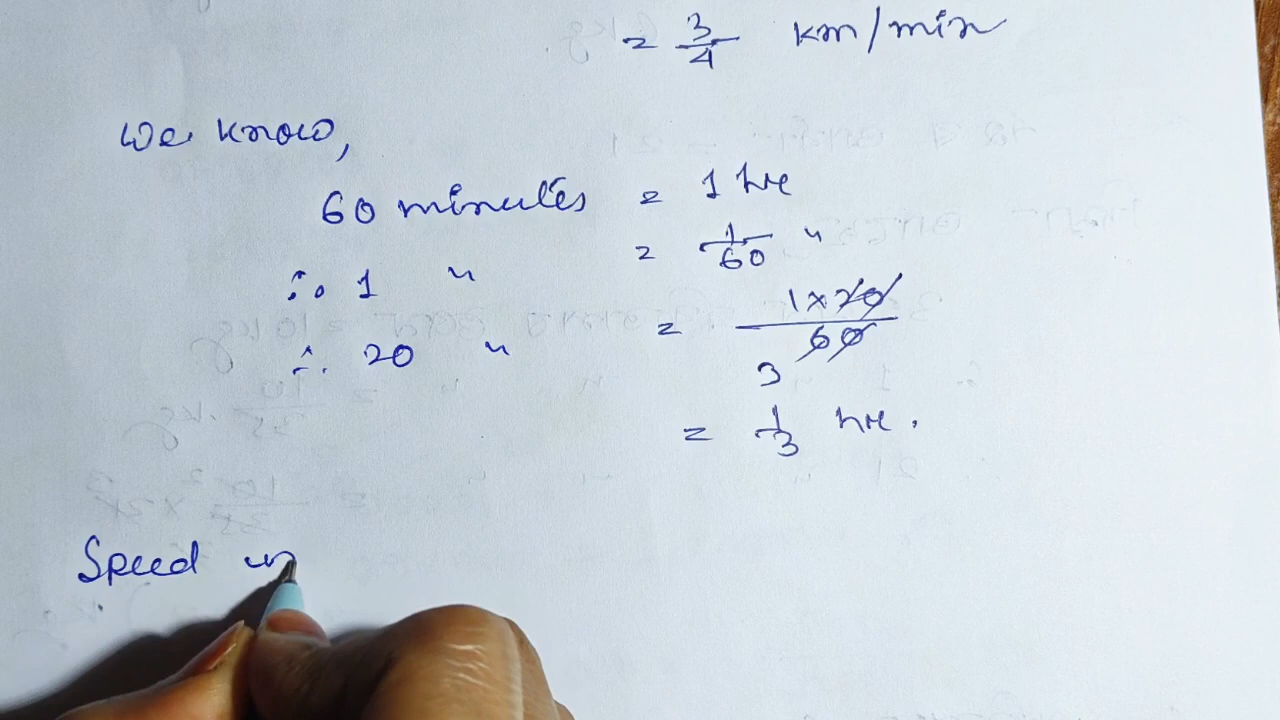 = 3/4 km/min
We know,
60 minutes = 1 hr
∴ 1 " = 1/60 "
∴ 20 " = 1×20/60
3
= 1/3 hr.
Speed